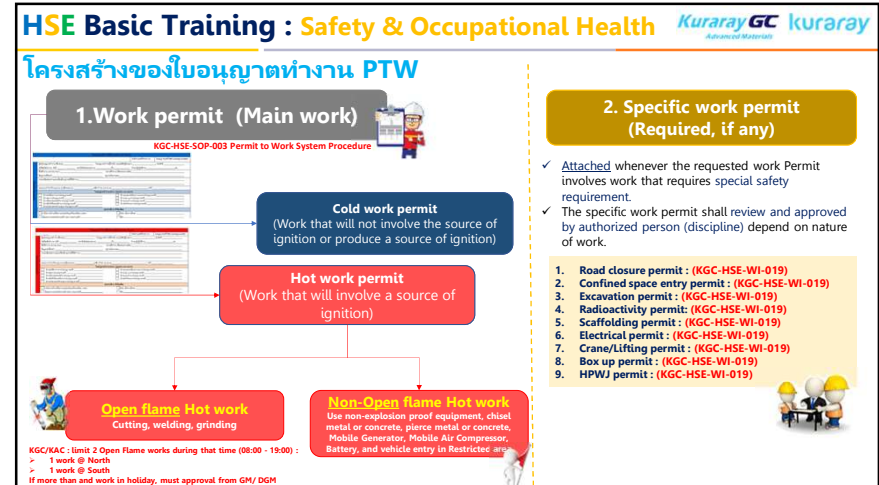 HSE Basic Training : Safety & Occupational Health
Kuraray GC
Advanced Materials
kuraray
โครงสร้างของใบอนุญาตทำงาน PTW
1.Work permit (Main work)
KGC-HSE-SOP-003 Permit to Work System Procedure
Cold work permit
(Work that will not involve the source of
ignition or produce a source of ignition)
Hot work permit
(Work that will involve a source of
ignition)
Open flame Hot work
Cutting, welding, grinding
Non-Open flame Hot work
Use non-explosion proof equipment, chisel
metal or concrete, pierce metal or concrete,
Mobile Generator, Mobile Air Compressor,
Battery, and vehicle entry in Restricted area
KGC/KAC : limit 2 Open Flame works during that time (08:00 - 19:00) :
➢ 1 work @ North
➢ 1 work @ South
If more than and work in holiday, must approval from GM/ DGM
2. Specific work permit
(Required, if any)
✓ Attached whenever the requested work Permit
involves work that requires special safety
requirement.
✓ The specific work permit shall review and approved
by authorized person (discipline) depend on nature
of work.
1. Road closure permit : (KGC-HSE-WI-019)
2. Confined space entry permit : (KGC-HSE-WI-019)
3. Excavation permit : (KGC-HSE-WI-019)
4. Radioactivity permit: (KGC-HSE-WI-019)
5. Scaffolding permit : (KGC-HSE-WI-019)
6. Electrical permit : (KGC-HSE-WI-019)
7. Crane/Lifting permit : (KGC-HSE-WI-019)
8. Box up permit : (KGC-HSE-WI-019)
9. HPWJ permit : (KGC-HSE-WI-019)